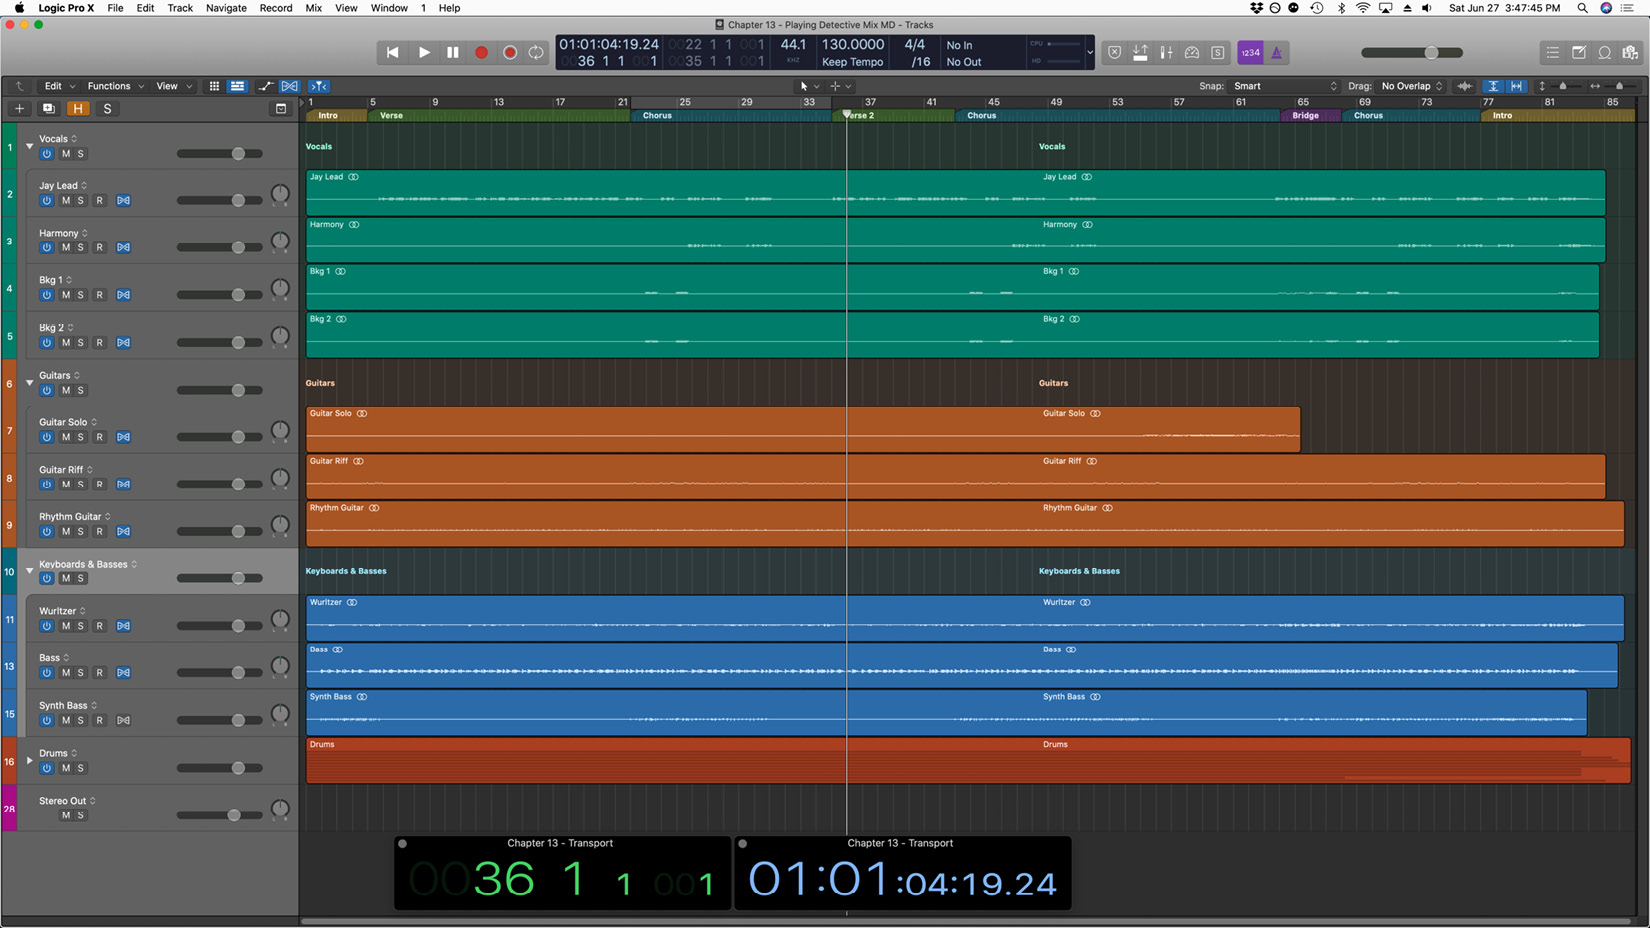 Logic Pro X File Edit Track Navigate Record Mix View Window 1 Help Sat Jun 27 3:47:45 PM
Chapter 13 - Playing Detective Mix MD - Tracks
01:01:04:19.24 0022 1 1 001 44.1 130.0000 4/4 No In CPU
0036 1 1 001 0035 1 1 001 KHZ Keep Tempo /16 No Out HD
S 1234
Edit Functions View Snap: Smart Drag: No Overlap
H S 1 5 9 13 17 21 25 29 33 37 41 45 49 53 57 61 65 69 73 77 81 85
Intro Verse Chorus erse 2 Chorus Bridge Chorus Intro
1 Vocals M S Vocals Vocals
2 Jay Lead M S R L R Jay Lead Jay Lead
3 Harmony M S R L R Harmony Harmony
4 Bkg 1 M S R L R Bkg 1 Bkg 1
5 Bkg 2 M S R L R Bkg 2 Bkg 2
6 Guitars M S Guitars Guitars
7 Guitar Solo M S R L R Guitar Solo Guitar Solo
8 Guitar Riff M S R L R Guitar Riff Guitar Riff
9 Rhythm Guitar M S R L R Rhythm Guitar Rhythm Guitar
10 Keyboards & Basses M S Keyboards & Basses Keyboards & Basses
11 Wurltzer M S R L R Wurltzer Wurltzer
13 Bass M S R L R Bass Bass
15 Synth Bass M S R L R Synth Bass Synth Bass
16 Drums M S Drums Drums
28 Stereo Out M S L R
Chapter 13 - Transport Chapter 13 - Transport
0036 1 1 001 01:01:04:19.24